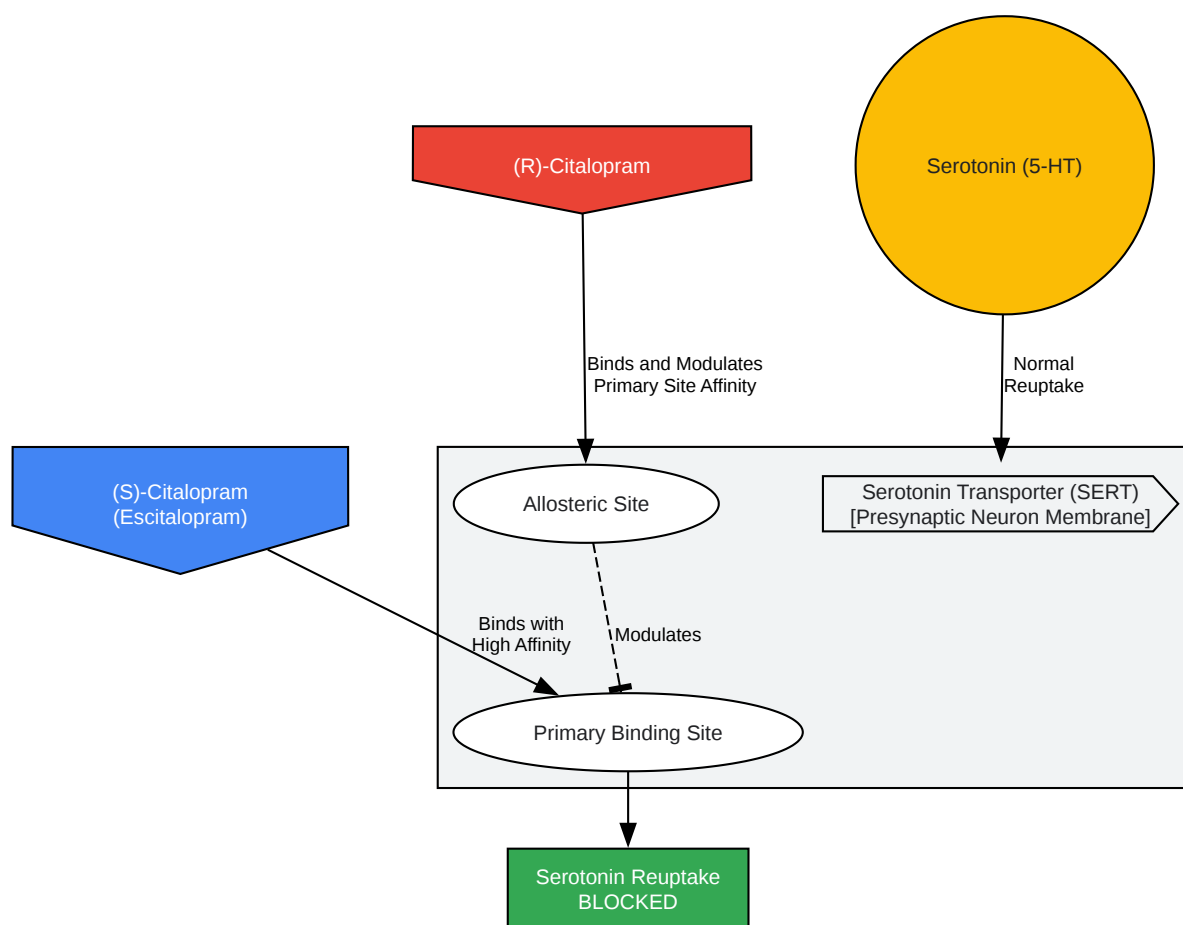 (R)-Citalopram
Serotonin (5-HT)
Binds and Modulates
Primary Site Affinity
Normal
Reuptake
(S)-Citalopram
(Escitalopram)
Allosteric Site
Serotonin Transporter (SERT)
[Presynaptic Neuron Membrane]
Binds with
High Affinity
Modulates
Primary Binding Site
Serotonin Reuptake
BLOCKED